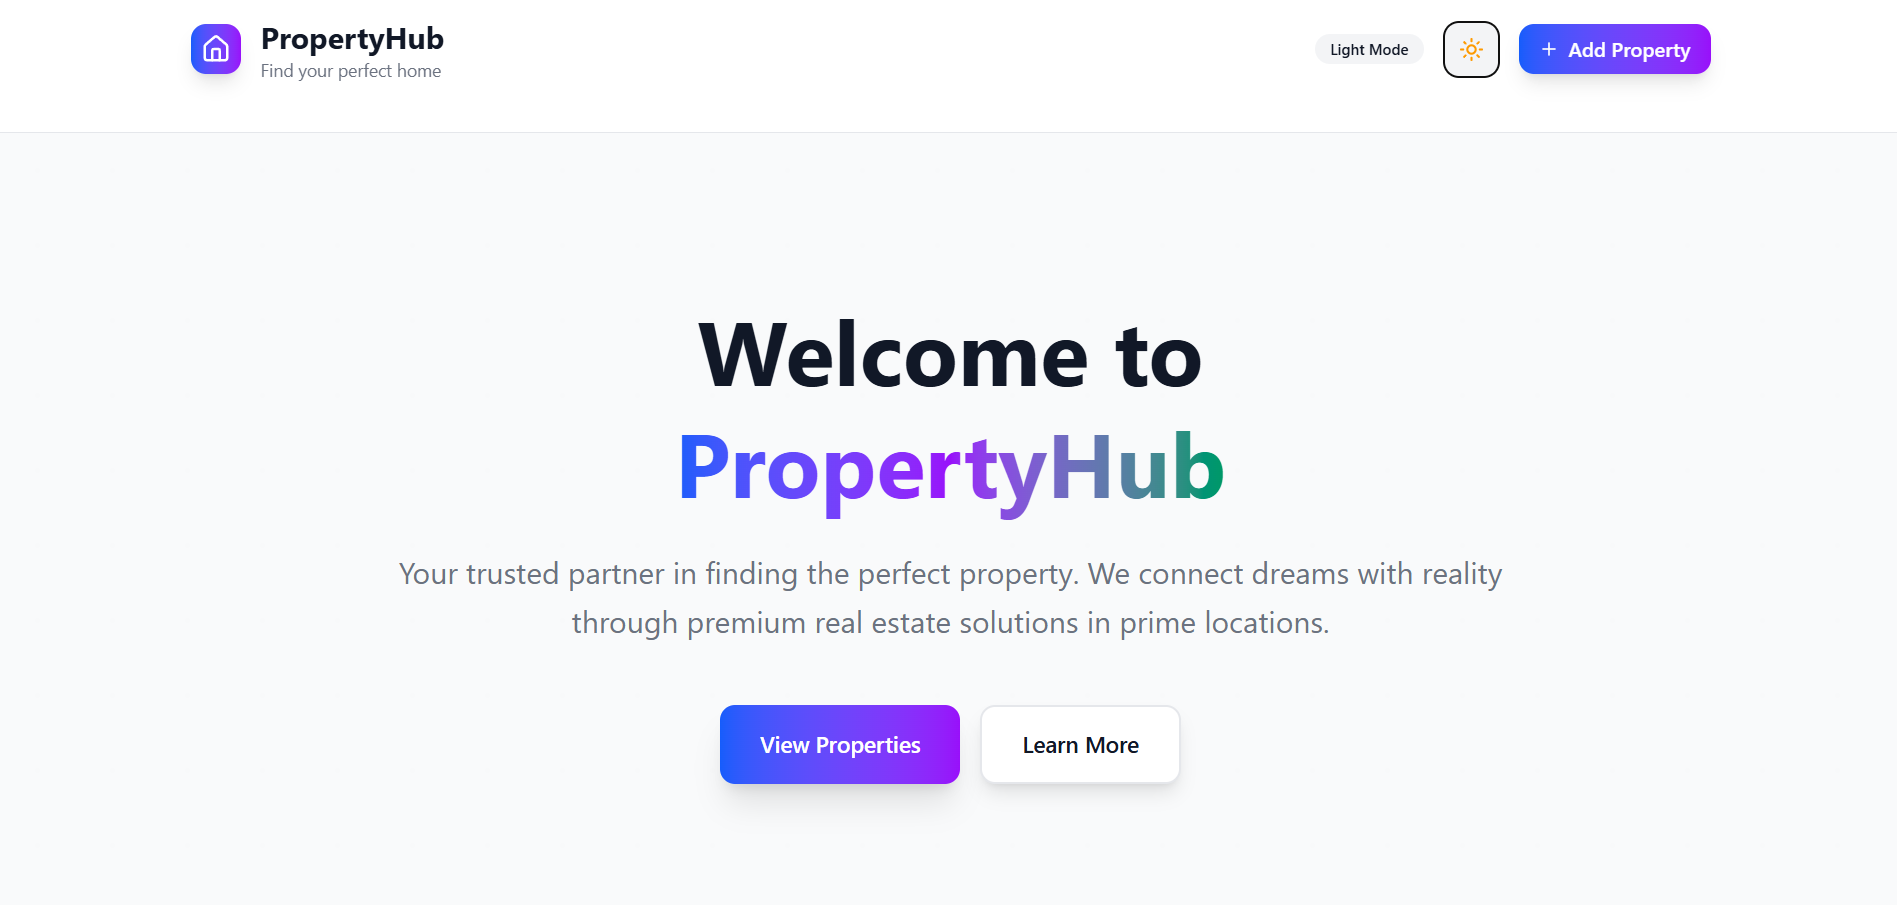 PropertyHub
Find your perfect home
Light Mode
Add Property
Welcome to
PropertyHub
Your trusted partner in finding the perfect property. We connect dreams with reality
through premium real estate solutions in prime locations.
View Properties
Learn More